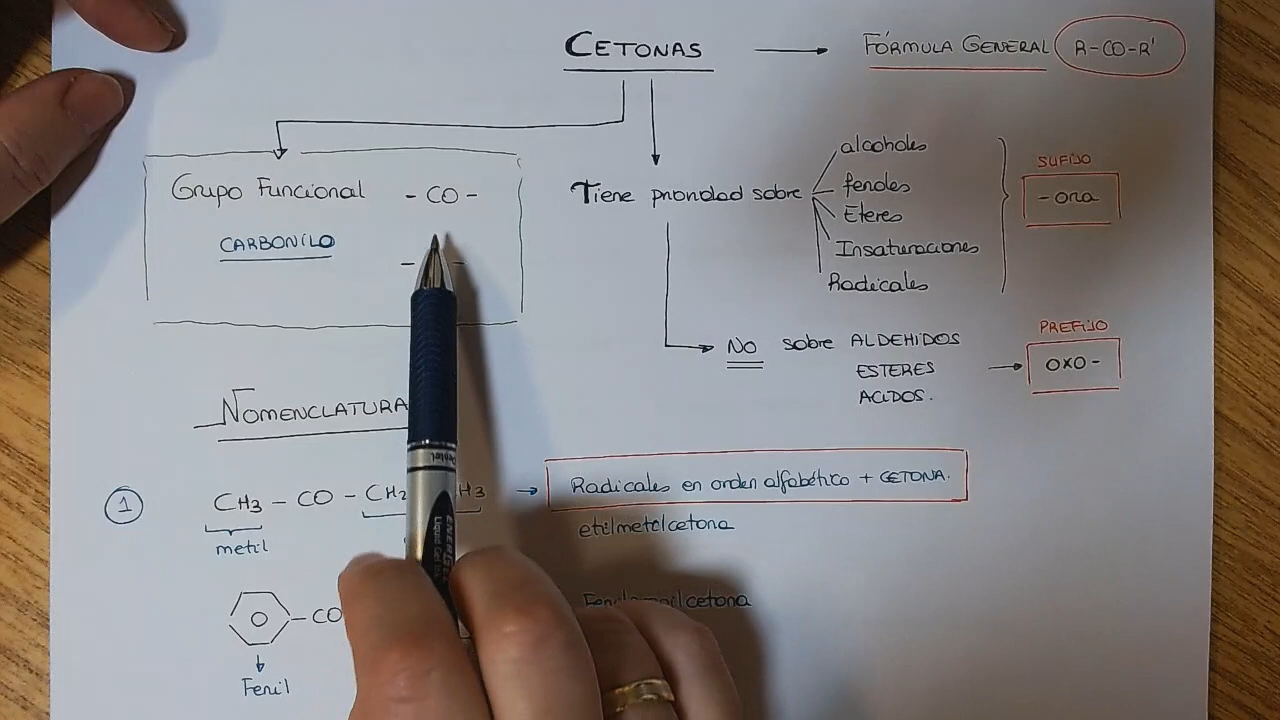 CETONAS
FÓRMULA GENERAL R-CO-R'
Grupo Funcional - CO -
CARBONILO
Tiene prioridad sobre
alcoholes
fenoles
Éteres
Insaturaciones
Radicales
SUFIJO
- ona
No sobre ALDEHIDOS
ESTERES
ACIDOS.
PREFIJO
OXO -
NOMENCLATURA
1
CH3 - CO - CH2
H3
metil
Radicales en orden alfabético + CETONA.
etilmetilcetona
- CO
Fenil